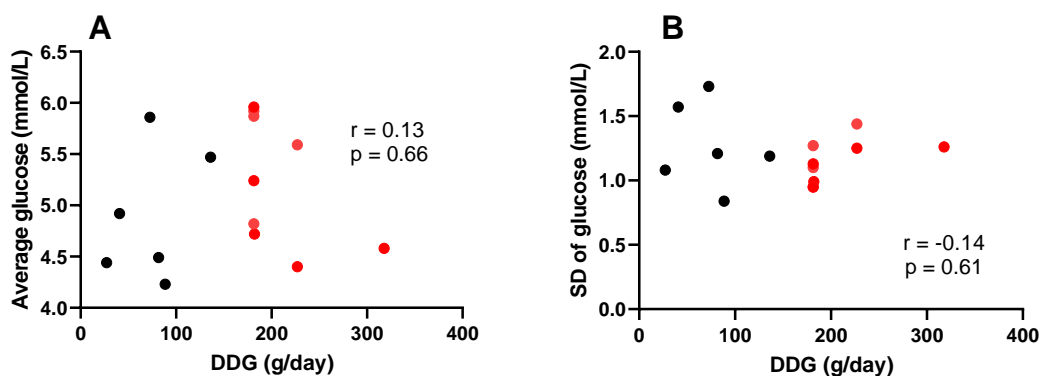 A
Average glucose (mmol/L)
6.5
6.0
5.5
5.0
4.5
4.0
r = 0.13
p = 0.66
0 100 200 300 400
DDG (g/day)
B
SD of glucose (mmol/L)
2.0
1.5
1.0
0.5
0.0
r = -0.14
p = 0.61
0 100 200 300 400
DDG (g/day)